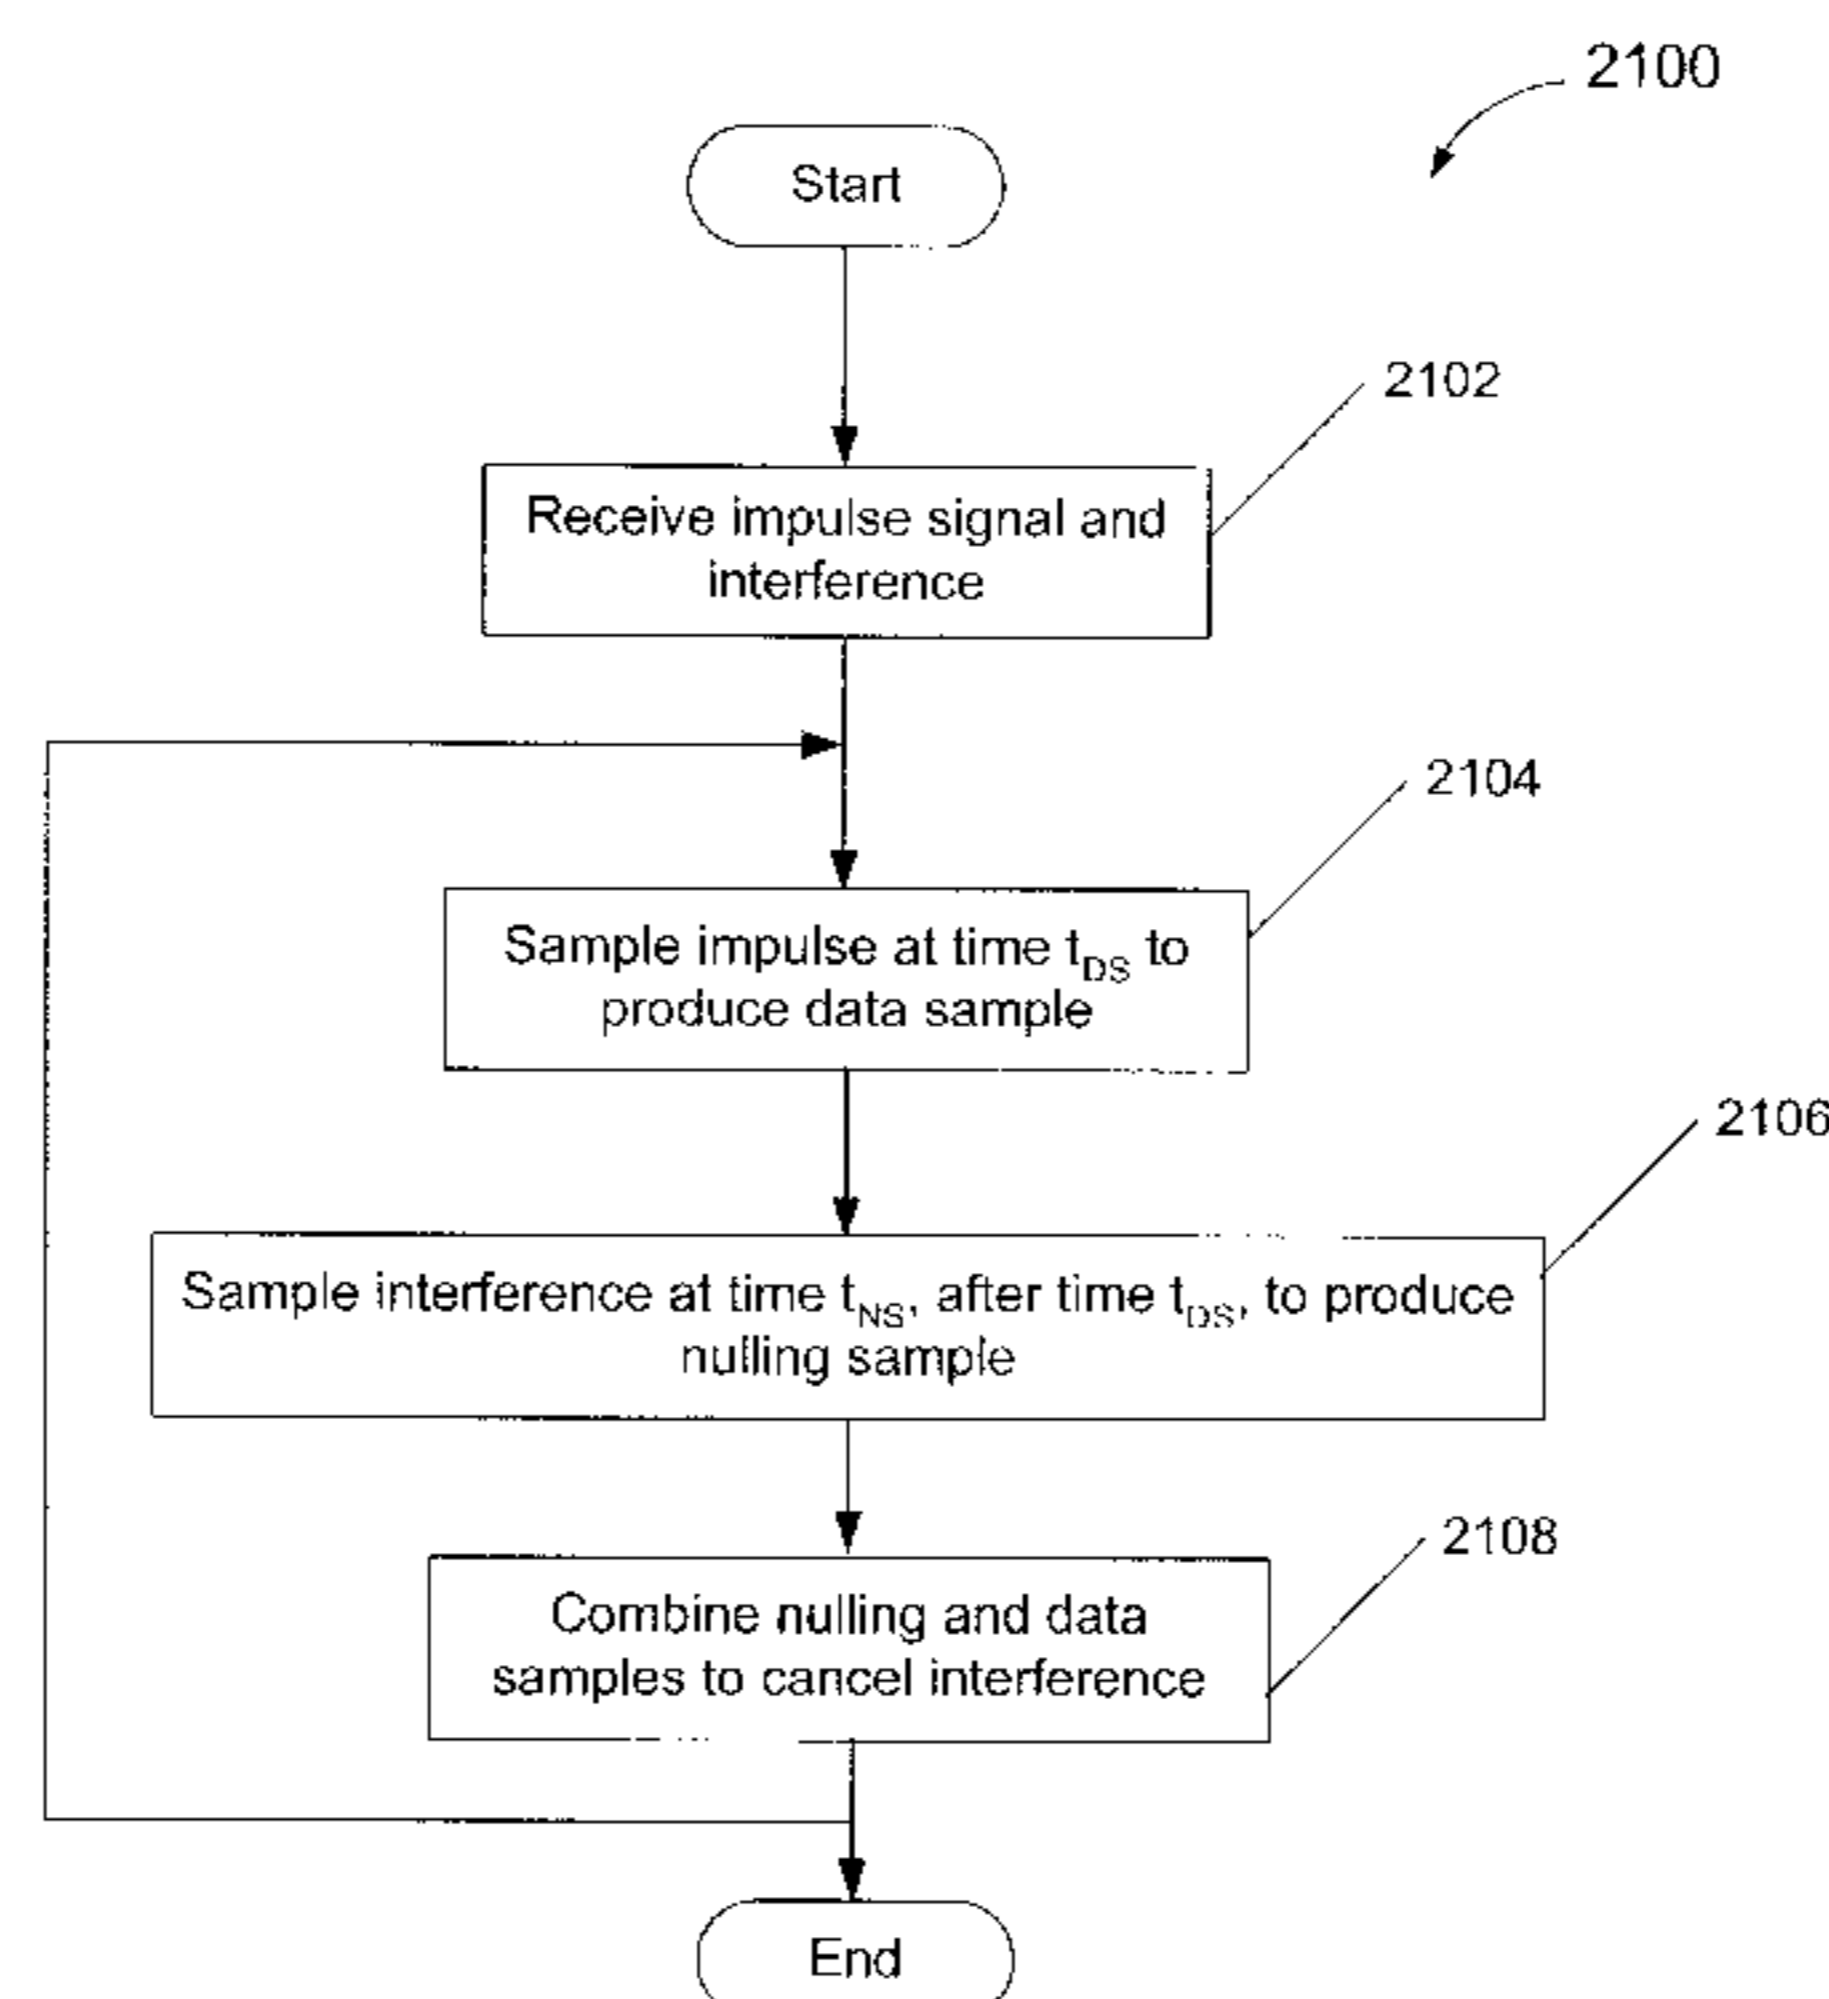 2100
Start
2102
Receive impulse signal and
interference
2104
Sample impulse at time tDS to
produce data sample
2106
Sample interference at time tNS, after time tDS, to produce
nulling sample
2108
Combine nulling and data
samples to cancel interference
End